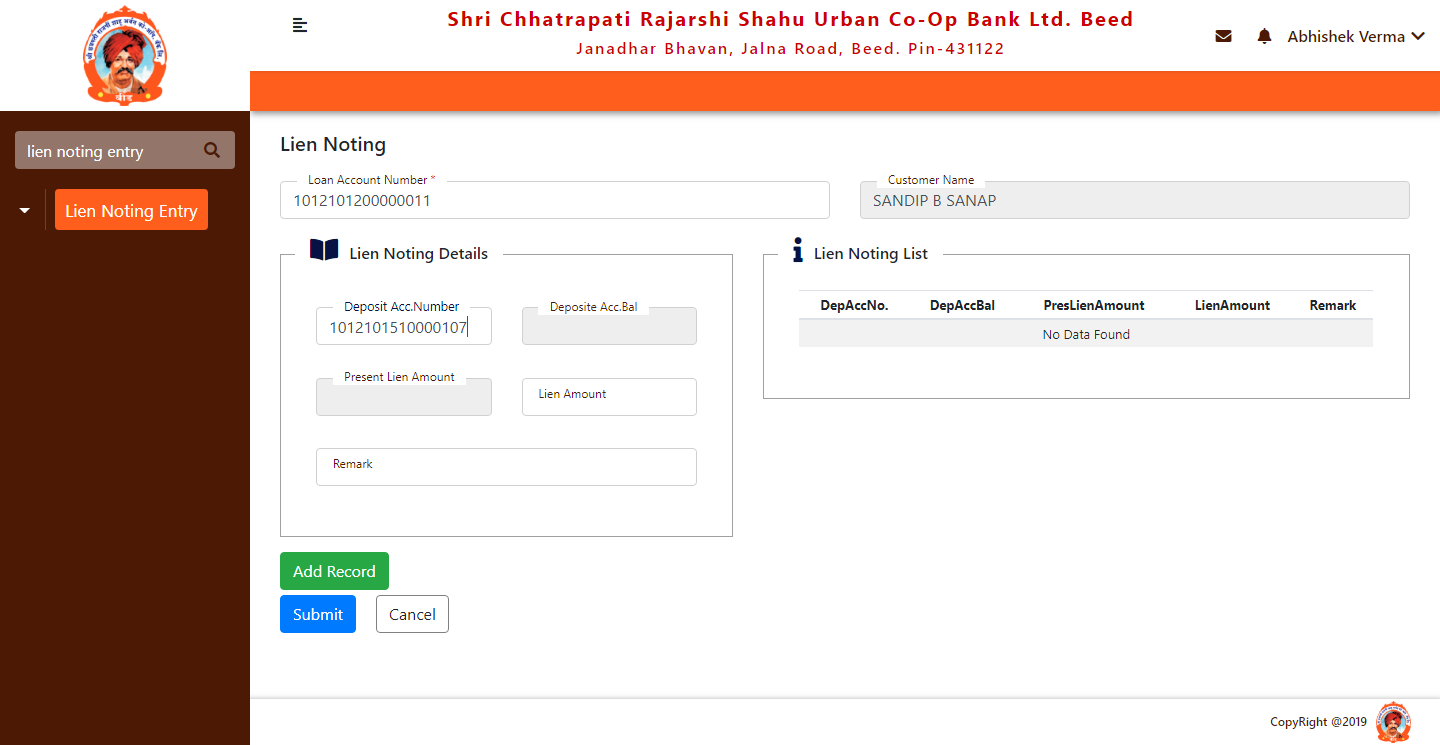 Shri Chhatrapati Rajarshi Shahu Urban Co-Op Bank Ltd. Beed
Janadhar Bhavan, Jalna Road, Beed. Pin-431122
Abhishek Verma
बीड
lien noting entry
Lien Noting Entry
Lien Noting
Loan Account Number *
1012101200000011
Customer Name
SANDIP B SANAP
Lien Noting Details
Deposit Acc.Number
1012101510000107
Deposite Acc.Bal
Present Lien Amount
Lien Amount
Remark
Lien Noting List
DepAccNo. DepAccBal PresLienAmount LienAmount Remark
No Data Found
Add Record
Submit Cancel
CopyRight @2019